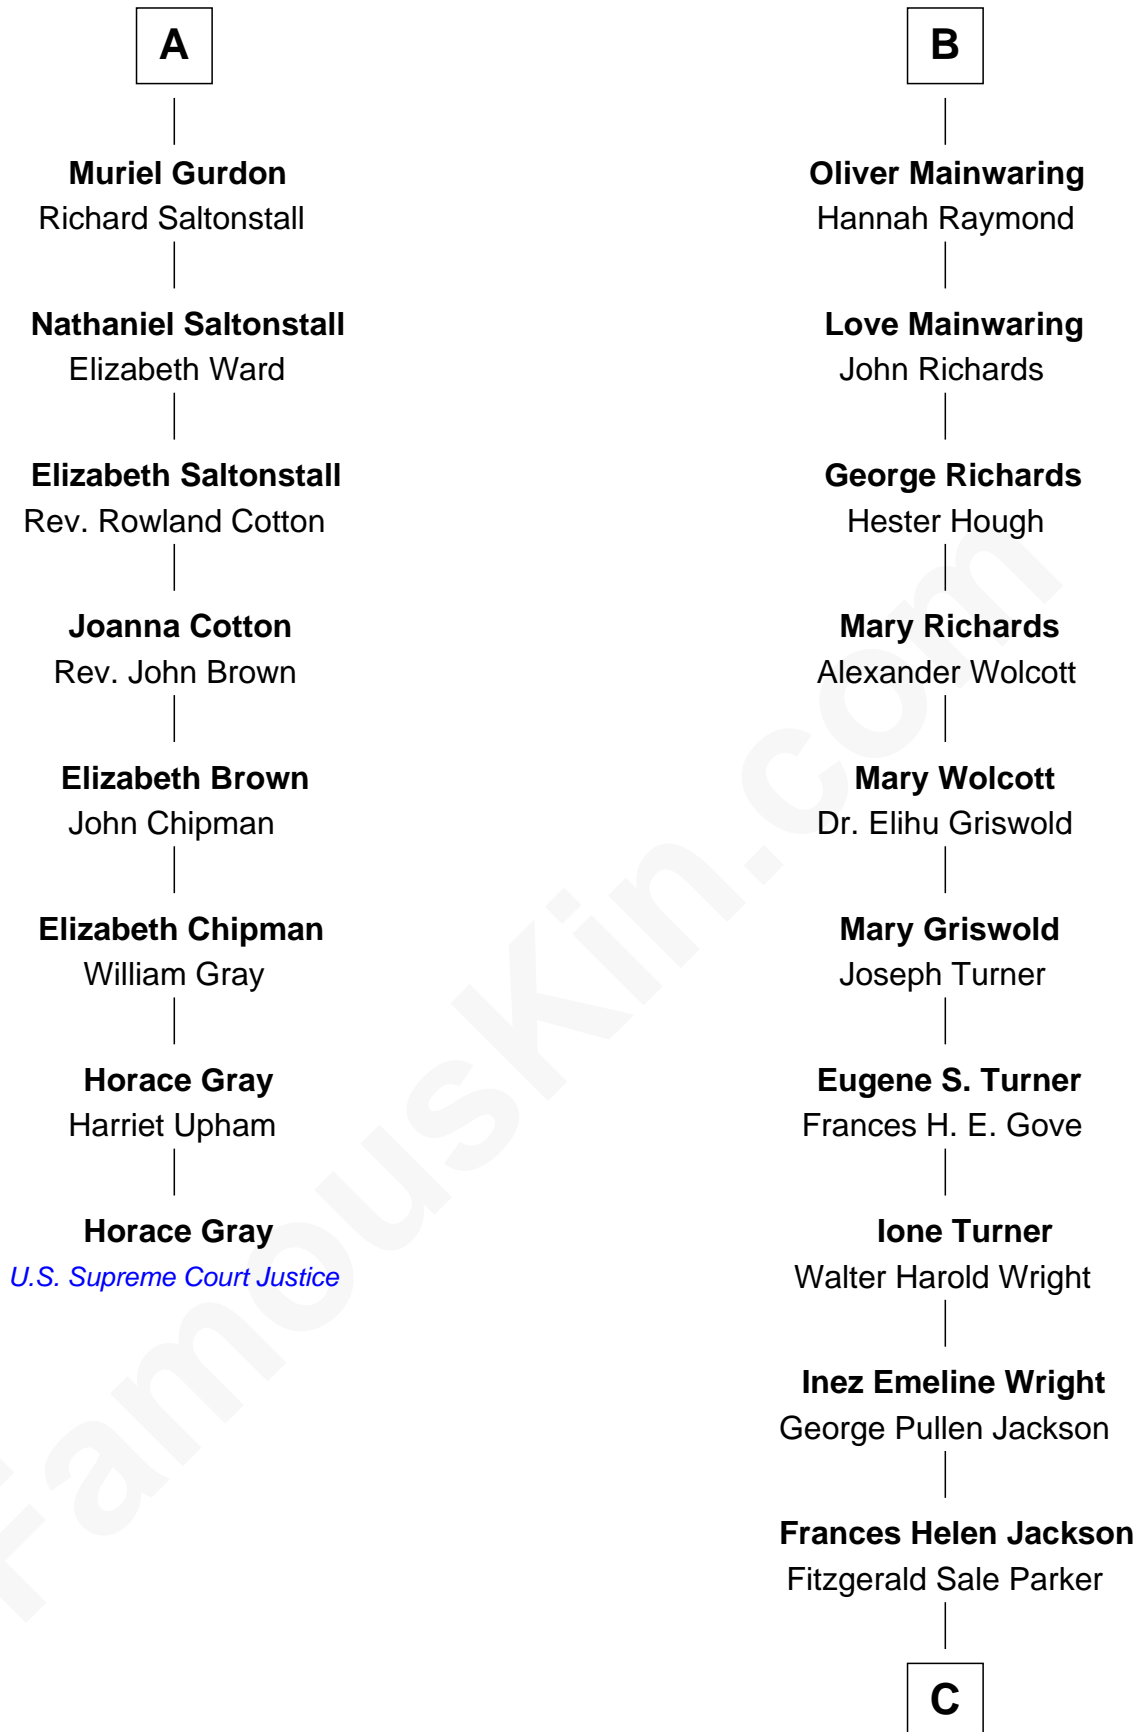 A
Muriel Gurdon
Richard Saltonstall
Nathaniel Saltonstall
Elizabeth Ward
Elizabeth Saltonstall
Rev. Rowland Cotton
Joanna Cotton
Rev. John Brown
Elizabeth Brown
John Chipman
Elizabeth Chipman
William Gray
Horace Gray
Harriet Upham
Horace Gray
U.S. Supreme Court Justice
B
Oliver Mainwaring
Hannah Raymond
Love Mainwaring
John Richards
George Richards
Hester Hough
Mary Richards
Alexander Wolcott
Mary Wolcott
Dr. Elihu Griswold
Mary Griswold
Joseph Turner
Eugene S. Turner
Frances H. E. Gove
Ione Turner
Walter Harold Wright
Inez Emeline Wright
George Pullen Jackson
Frances Helen Jackson
Fitzgerald Sale Parker
C
FamousKin.com